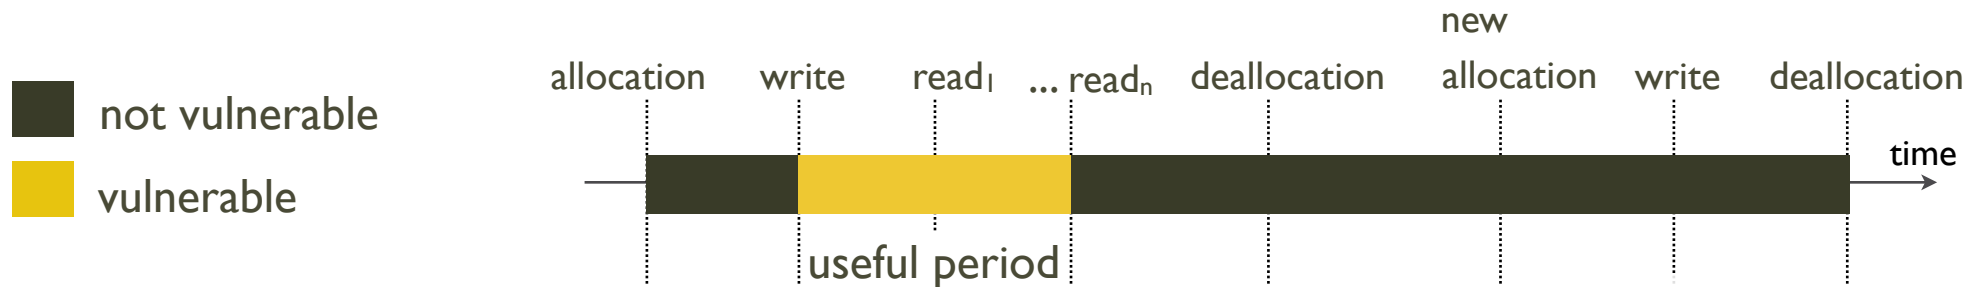 new
allocation write read₁ ... readₙ deallocation allocation write deallocation
not vulnerable
time
vulnerable
useful period